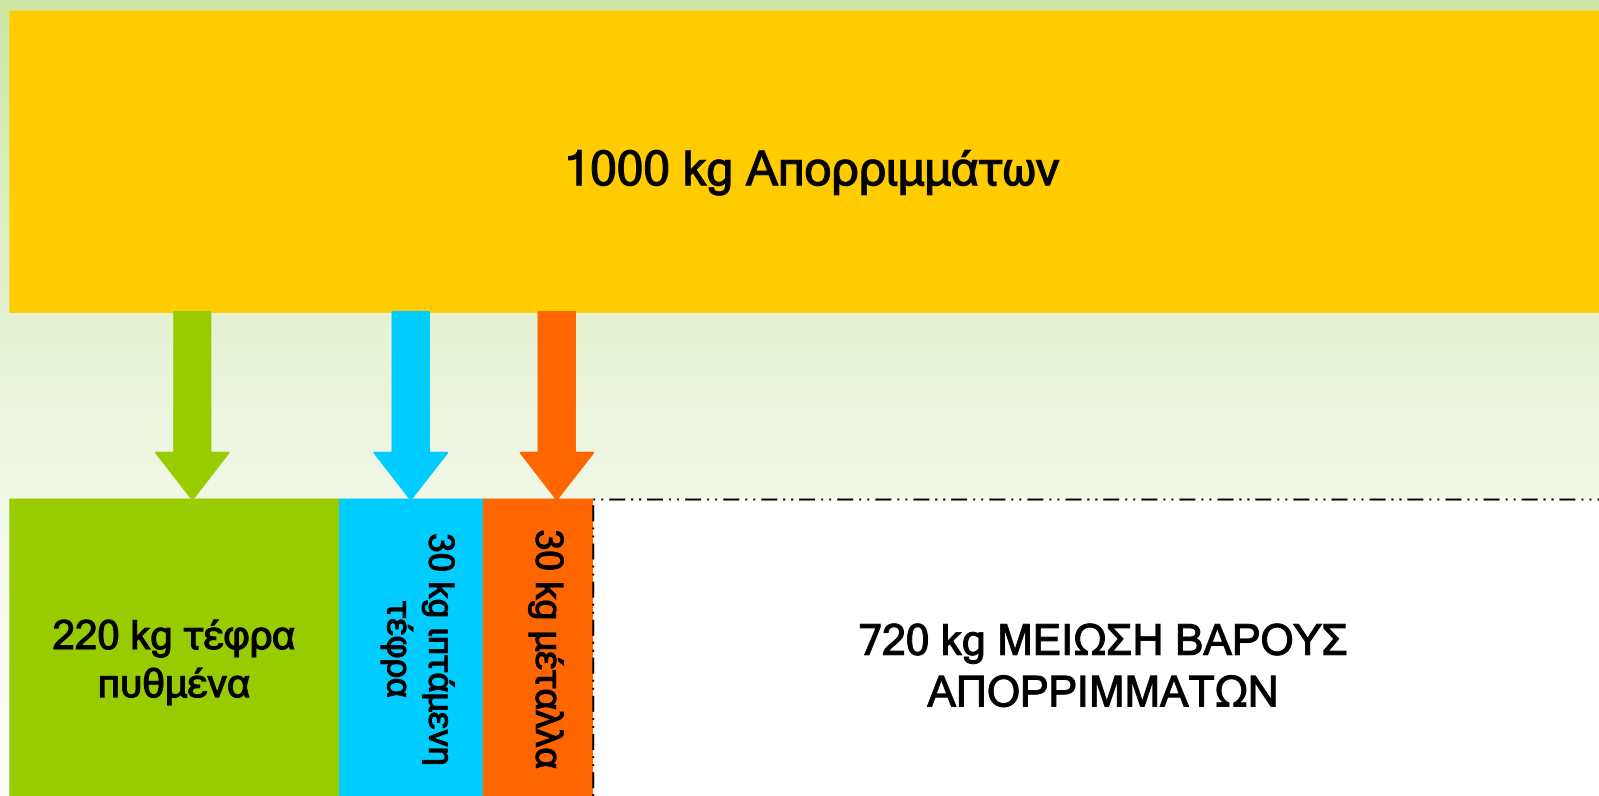 1000 kg Απορριμμάτων
220 kg τέφρα
πυθμένα
30 kg ιπτάμενη
τέφρα
30 kg μέταλλα
720 kg ΜΕΙΩΣΗ ΒΑΡΟΥΣ
ΑΠΟΡΡΙΜΜΑΤΩΝ